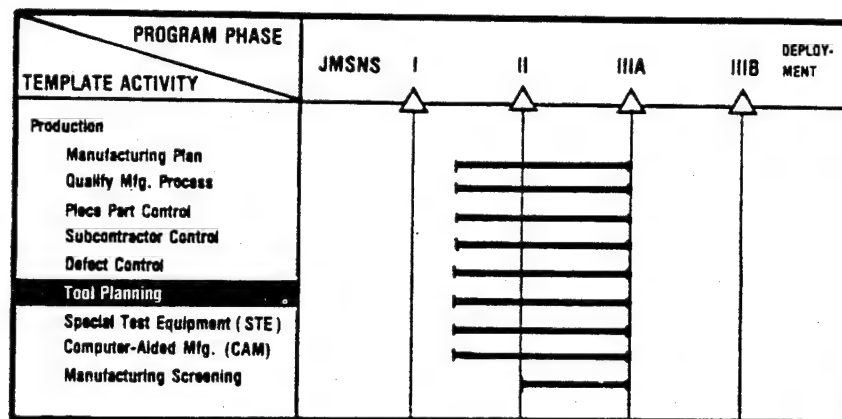 PROGRAM PHASE
TEMPLATE ACTIVITY
JMSNS I II IIIA IIIB DEPLOY-
MENT
Production
Manufacturing Plan
Qualify Mfg. Process
Piece Part Control
Subcontractor Control
Defect Control
Tool Planning
Special Test Equipment (STE)
Computer-Aided Mfg. (CAM)
Manufacturing Screening